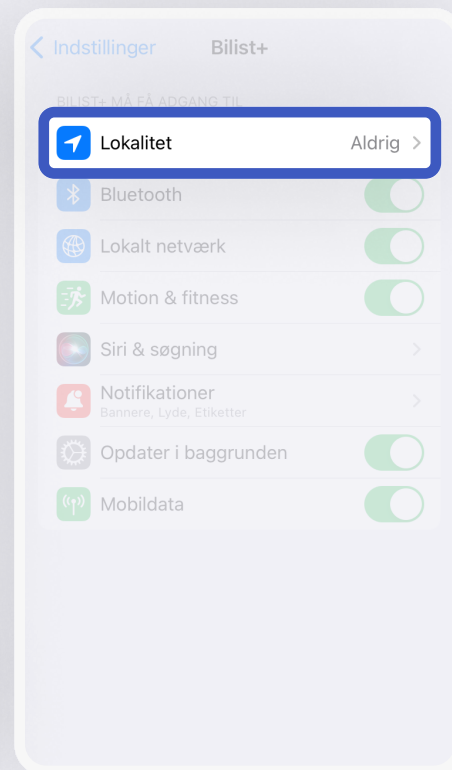 Indstillinger Bilist+
BILIST+ MÅ FÅ ADGANG TIL
Lokalitet Aldrig
Bluetooth
Lokalt netværk
Motion & fitness
Siri & søgning
Notifikationer
Bannere, Lyde, Etiketter
Opdater i baggrunden
Mobildata